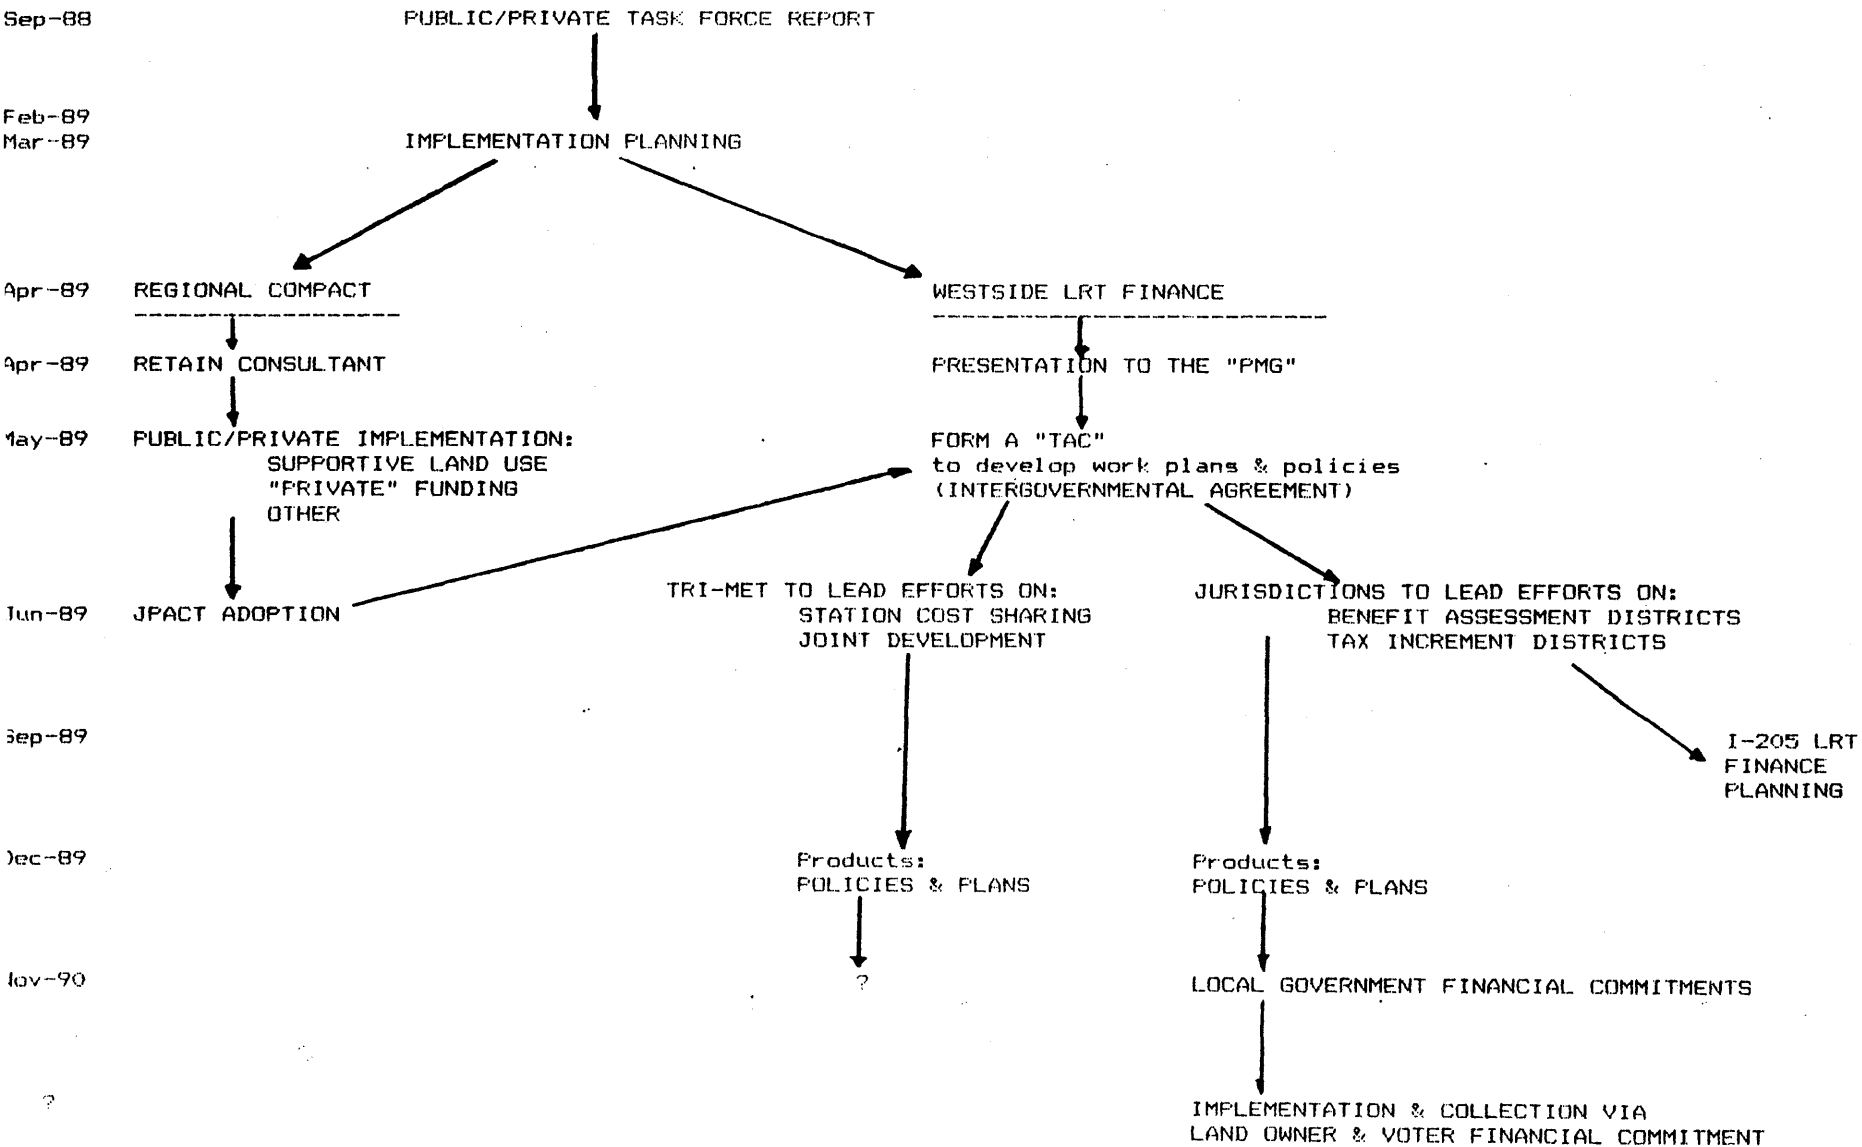 Sep-88 PUBLIC/PRIVATE TASK FORCE REPORT
Feb-89
Mar-89 IMPLEMENTATION PLANNING
Apr-89 REGIONAL COMPACT WESTSIDE LRT FINANCE
Apr-89 RETAIN CONSULTANT PRESENTATION TO THE "PMG"
May-89 PUBLIC/PRIVATE IMPLEMENTATION: FORM A "TAC"
SUPPORTIVE LAND USE to develop work plans & policies
"PRIVATE" FUNDING (INTERGOVERNMENTAL AGREEMENT)
OTHER
TRI-MET TO LEAD EFFORTS ON: JURISDICTIONS TO LEAD EFFORTS ON:
Jun-89 JPACT ADOPTION STATION COST SHARING BENEFIT ASSESSMENT DISTRICTS
JOINT DEVELOPMENT TAX INCREMENT DISTRICTS
Sep-89 I-205 LRT
FINANCE
PLANNING
Dec-89 Products: Products:
POLICIES & PLANS POLICIES & PLANS
Nov-90 ? LOCAL GOVERNMENT FINANCIAL COMMITMENTS
? IMPLEMENTATION & COLLECTION VIA
LAND OWNER & VOTER FINANCIAL COMMITMENT